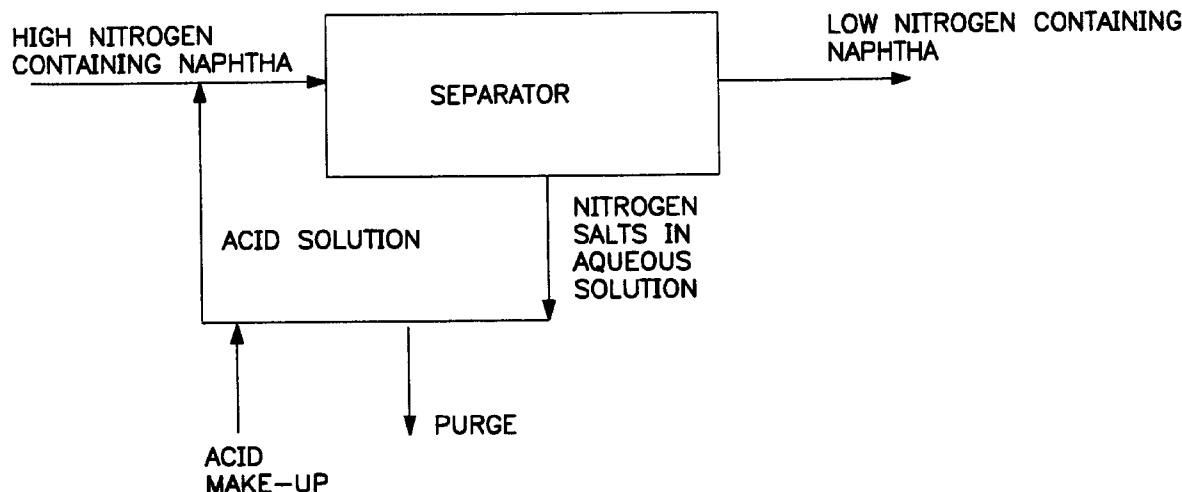 HIGH NITROGEN
CONTAINING NAPHTHA
SEPARATOR
LOW NITROGEN CONTAINING
NAPHTHA
ACID SOLUTION
NITROGEN
SALTS IN
AQUEOUS
SOLUTION
PURGE
ACID
MAKE-UP